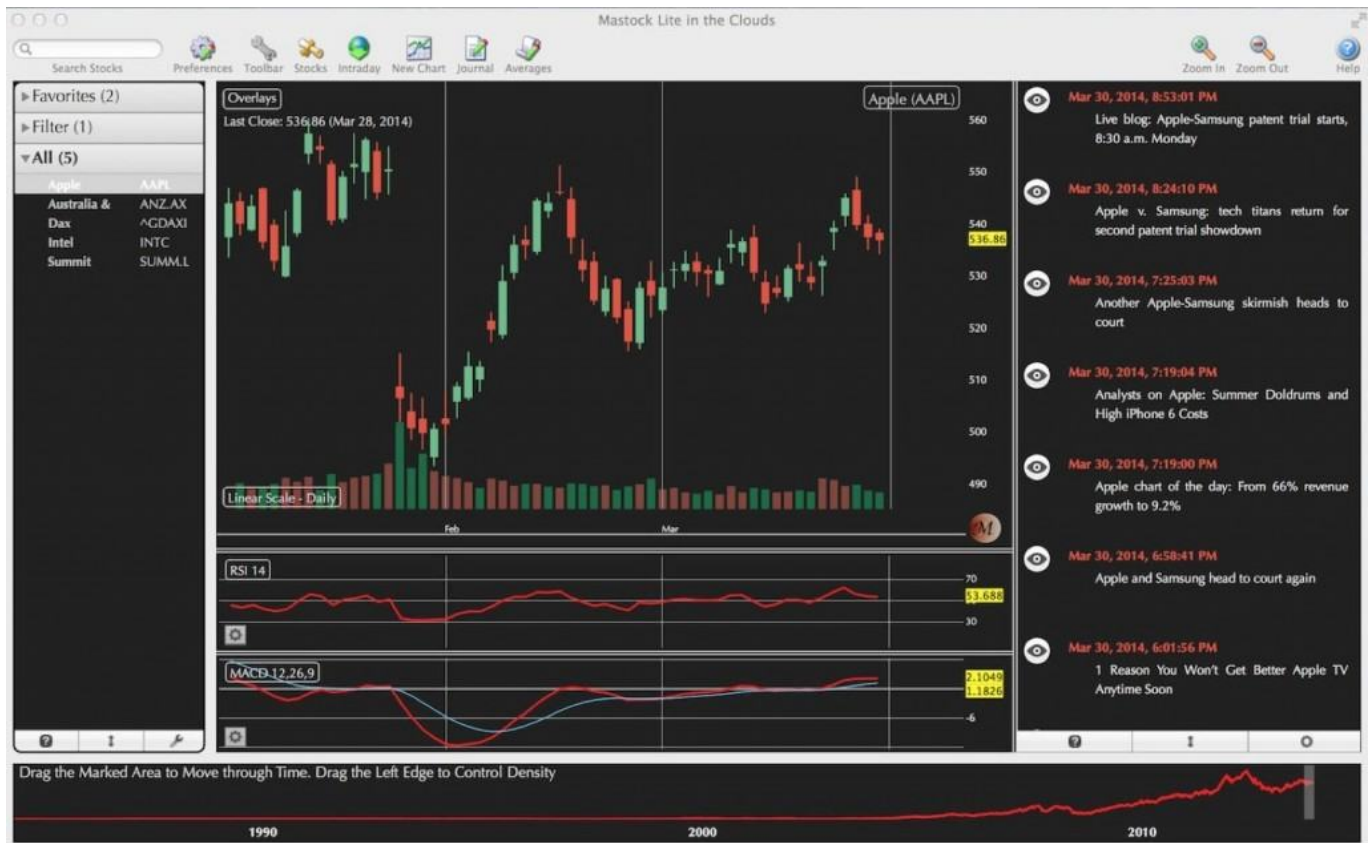 Mastock Lite in the Clouds
Search Stocks
Preferences Toolbar Stocks Intraday New Chart Journal Averages
Zoom In Zoom Out Help
Favorites (2)
Filter (1)
All (5)
Apple AAPL
Australia & ANZ.AX
Dax ^GDAXI
Intel INTC
Summit SUMM.L
Overlays
Apple (AAPL)
Last Close: 536.86 (Mar 28, 2014)
560
550
540
536.86
530
520
510
500
490
Linear Scale - Daily
Feb Mar
M
RSI 14
70
53.688
30
MACD 12,26,9
2.1049
1.1826
-6
Mar 30, 2014, 8:53:01 PM
Live blog: Apple-Samsung patent trial starts,
8:30 a.m. Monday
Mar 30, 2014, 8:24:10 PM
Apple v. Samsung: tech titans return for
second patent trial showdown
Mar 30, 2014, 7:25:03 PM
Another Apple-Samsung skirmish heads to
court
Mar 30, 2014, 7:19:04 PM
Analysts on Apple: Summer Doldrums and
High iPhone 6 Costs
Mar 30, 2014, 7:19:00 PM
Apple chart of the day: From 66% revenue
growth to 9.2%
Mar 30, 2014, 6:58:41 PM
Apple and Samsung head to court again
Mar 30, 2014, 6:01:56 PM
1 Reason You Won't Get Better Apple TV
Anytime Soon
Drag the Marked Area to Move through Time. Drag the Left Edge to Control Density
1990 2000 2010